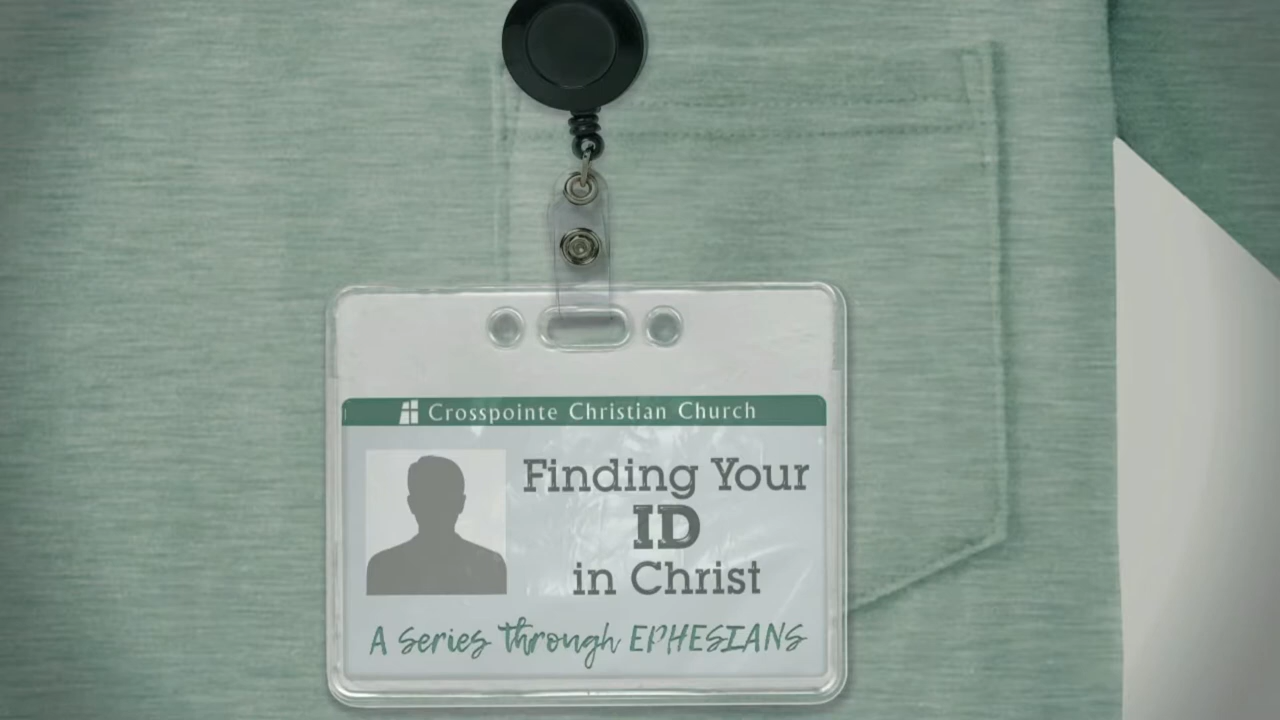 Crosspointe Christian Church
Finding Your
ID
in Christ
A Series through EPHESIANS